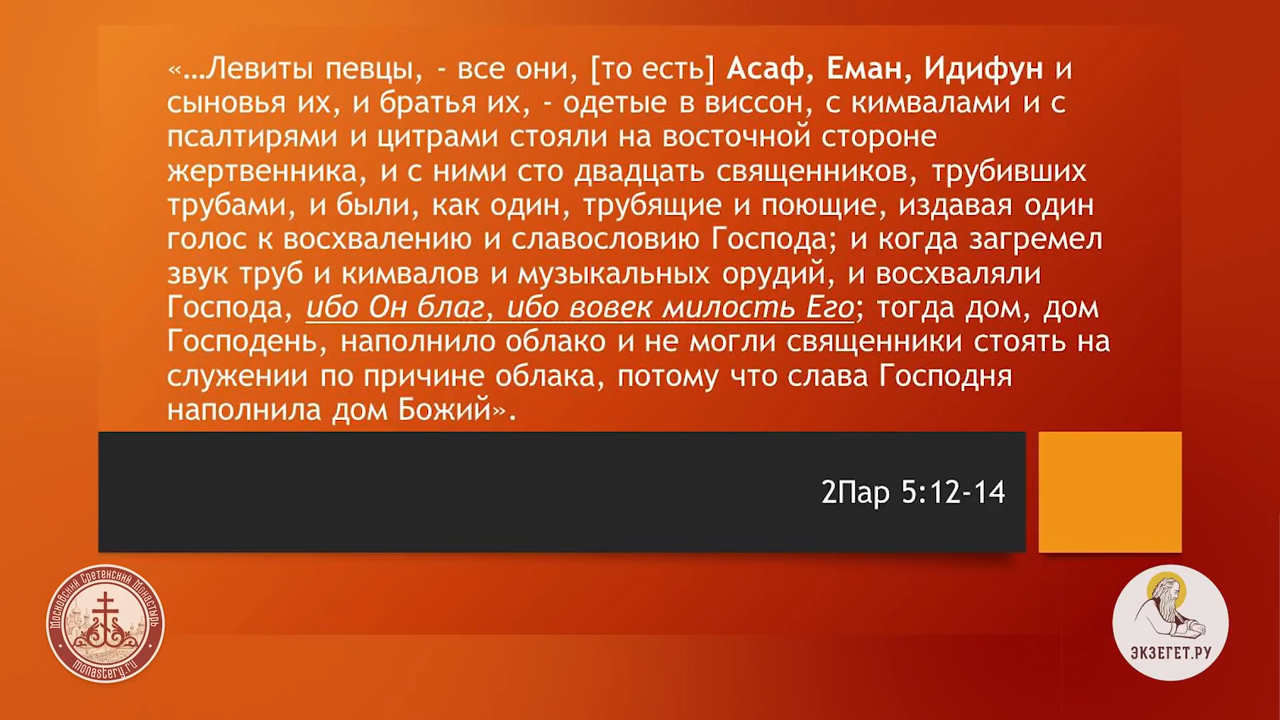 «…Левиты певцы, - все они, [то есть] Асаф, Еман, Идифун и
сыновья их, и братья их, - одетые в виссон, с кимвалами и с
псалтирями и цитрами стояли на восточной стороне
жертвенника, и с ними сто двадцать священников, трубивших
трубами, и были, как один, трубящие и поющие, издавая один
голос к восхвалению и славословию Господа; и когда загремел
звук труб и кимвалов и музыкальных орудий, и восхваляли
Господа, ибо Он благ, ибо вовек милость Его; тогда дом, дом
Господень, наполнило облако и не могли священники стоять на
служении по причине облака, потому что слава Господня
наполнила дом Божий».
2Пар 5:12-14
Московский Сретенский Монастырь
monastery.ru
ЭКЗЕГЕТ.РУ